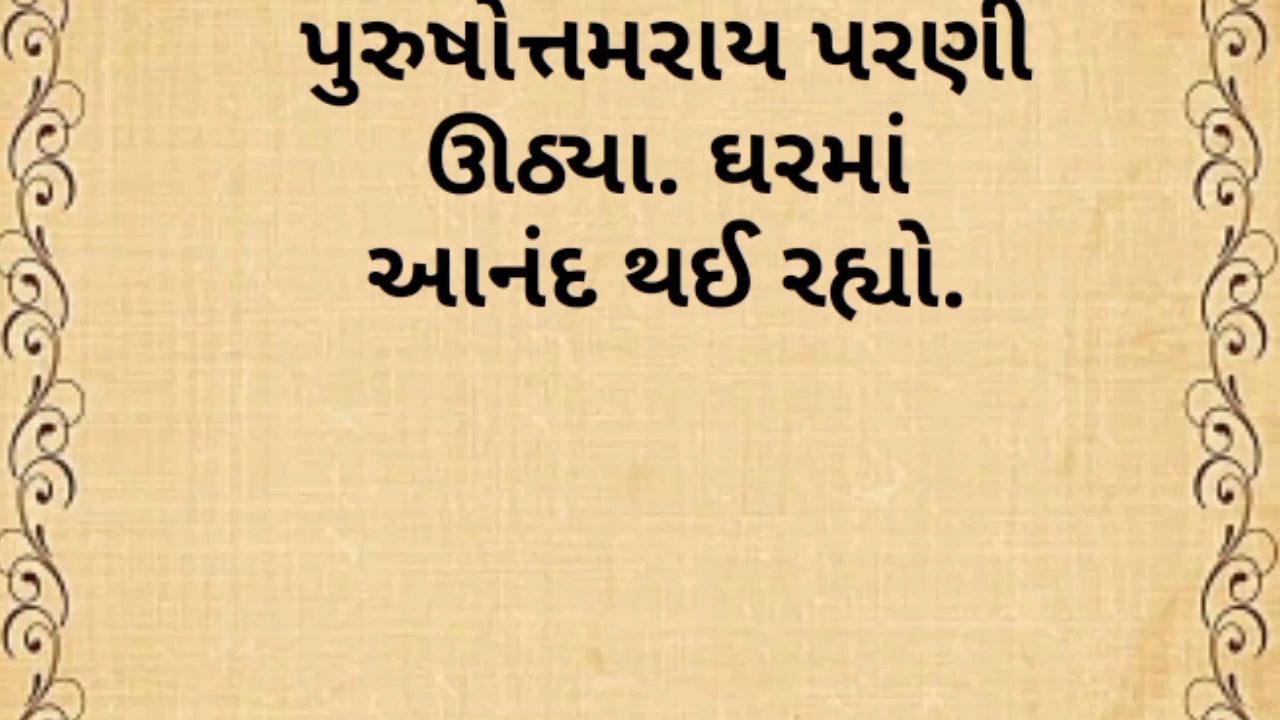 પુરુષોત્તમરાય પરણી
ઊઠ્યા. ઘરમાં
આનંદ થઈ રહ્યો.